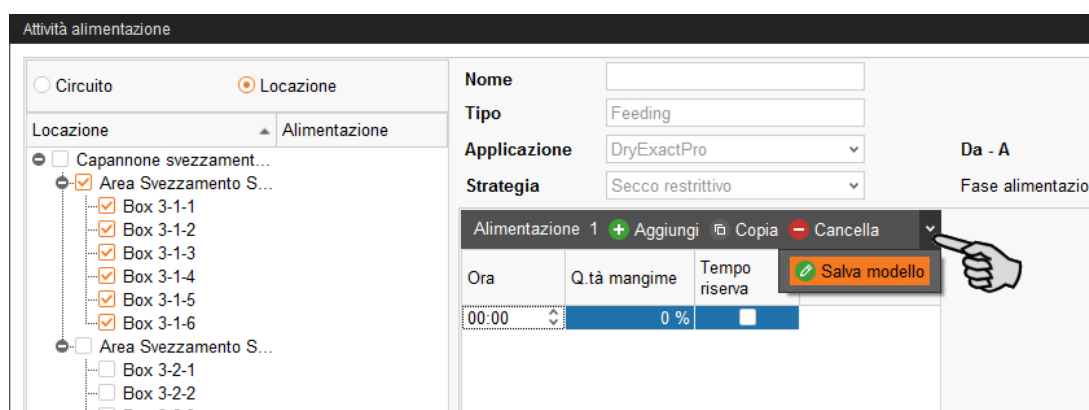 Attività alimentazione
Circuito Locazione
Locazione Alimentazione
Capannone svezzament...
Area Svezzamento S...
Box 3-1-1
Box 3-1-2
Box 3-1-3
Box 3-1-4
Box 3-1-5
Box 3-1-6
Area Svezzamento S...
Box 3-2-1
Box 3-2-2
Nome
Tipo Feeding
Applicazione DryExactPro Da - A
Strategia Secco restrittivo Fase alimentazio
Alimentazione 1 Aggiungi Copia Cancella
Salva modello
Ora Q.tà mangime Tempo riserva
00:00 0 %